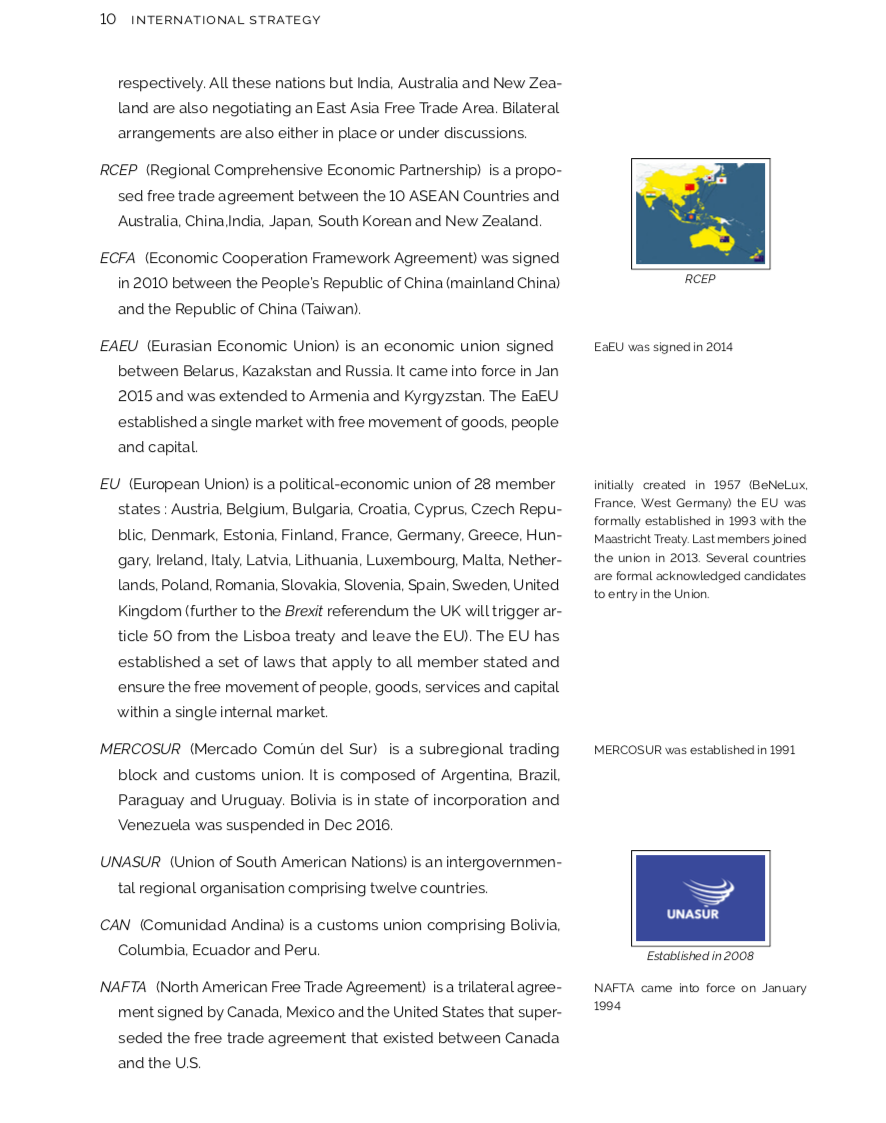 10 INTERNATIONAL STRATEGY
respectively. All these nations but India, Australia and New Zea-
land are also negotiating an East Asia Free Trade Area. Bilateral
arrangements are also either in place or under discussions.
RCEP (Regional Comprehensive Economic Partnership) is a propo-
sed free trade agreement between the 10 ASEAN Countries and
Australia, China,India, Japan, South Korean and New Zealand.
RCEP
ECFA (Economic Cooperation Framework Agreement) was signed
in 2010 between the People's Republic of China (mainland China)
and the Republic of China (Taiwan).
EAEU (Eurasian Economic Union) is an economic union signed
between Belarus, Kazakstan and Russia. It came into force in Jan
2015 and was extended to Armenia and Kyrgyzstan. The EaEU
established a single market with free movement of goods, people
and capital.
EaEU was signed in 2014
EU (European Union) is a political-economic union of 28 member
states : Austria, Belgium, Bulgaria, Croatia, Cyprus, Czech Repu-
blic, Denmark, Estonia, Finland, France, Germany, Greece, Hun-
gary, Ireland, Italy, Latvia, Lithuania, Luxembourg, Malta, Nether-
lands, Poland, Romania, Slovakia, Slovenia, Spain, Sweden, United
Kingdom (further to the Brexit referendum the UK will trigger ar-
ticle 50 from the Lisboa treaty and leave the EU). The EU has
established a set of laws that apply to all member stated and
ensure the free movement of people, goods, services and capital
within a single internal market.
initially created in 1957 (BeNeLux,
France, West Germany) the EU was
formally established in 1993 with the
Maastricht Treaty. Last members joined
the union in 2013. Several countries
are formal acknowledged candidates
to entry in the Union.
MERCOSUR (Mercado Común del Sur) is a subregional trading
block and customs union. It is composed of Argentina, Brazil,
Paraguay and Uruguay. Bolivia is in state of incorporation and
Venezuela was suspended in Dec 2016.
MERCOSUR was established in 1991
UNASUR (Union of South American Nations) is an intergovernmen-
tal regional organisation comprising twelve countries.
UNASUR
Established in 2008
CAN (Comunidad Andina) is a customs union comprising Bolivia,
Columbia, Ecuador and Peru.
NAFTA (North American Free Trade Agreement) is a trilateral agree-
ment signed by Canada, Mexico and the United States that super-
seded the free trade agreement that existed between Canada
and the U.S.
NAFTA came into force on January
1994